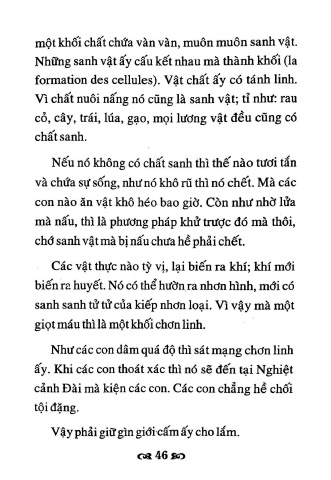 một khối chất chứa vàn vàn, muôn muôn sanh vật.
Những sanh vật ấy cấu kết nhau mà thành khối (la
formation des cellules). Vật chất ấy có tánh linh.
Vì chất nuôi nấng nó cũng là sanh vật; tỉ như: rau
cỏ, cây, trái, lúa, gạo, mọi lương vật đều cũng có
chất sanh.
Nếu nó không có chất sanh thì thế nào tươi tắn
và chứa sự sống, như nó khô rũ thì nó chết. Mà các
con nào ăn vật khô héo bao giờ. Còn như nhờ lửa
mà nấu, thì là phương pháp khử trược đó mà thôi,
chớ sanh vật mà bị nấu chưa hề phải chết.
Các vật thực nào tỳ vị, lại biến ra khí; khí mới
biến ra huyết. Nó có thể hườn ra nhơn hình, mới có
sanh sanh tử tử của kiếp nhơn loại. Vì vậy mà một
giọt máu thì là một khối chơn linh.
Như các con dâm quá độ thì sát mạng chơn linh
ấy. Khi các con thoát xác thì nó sẽ đến tại Nghiệt
cảnh Đài mà kiện các con. Các con chẳng hề chối
tội đặng.
Vậy phải giữ gìn giới cấm ấy cho lắm.
46